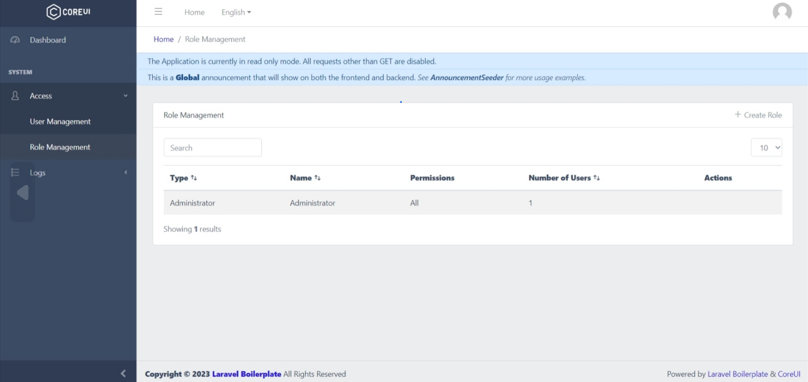 COREUI
Home English
Dashboard
Home / Role Management
The Application is currently in read only mode. All requests other than GET are disabled.
SYSTEM
This is a Global announcement that will show on both the frontend and backend. See AnnouncementSeeder for more usage examples.
Access
User Management
Role Management
Logs
Role Management + Create Role
Search 10
Type Name Permissions Number of Users Actions
Administrator Administrator All 1
Showing 1 results
Copyright © 2023 Laravel Boilerplate All Rights Reserved Powered by Laravel Boilerplate & CoreUI